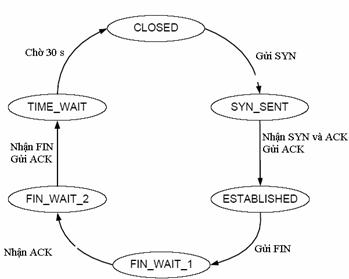 CLOSED
Gửi SYN
SYN_SENT
Nhận SYN và ACK
Gửi ACK
ESTABLISHED
Gửi FIN
FIN_WAIT_1
Nhận ACK
FIN_WAIT_2
Nhận FIN
Gửi ACK
TIME_WAIT
Chờ 30 s